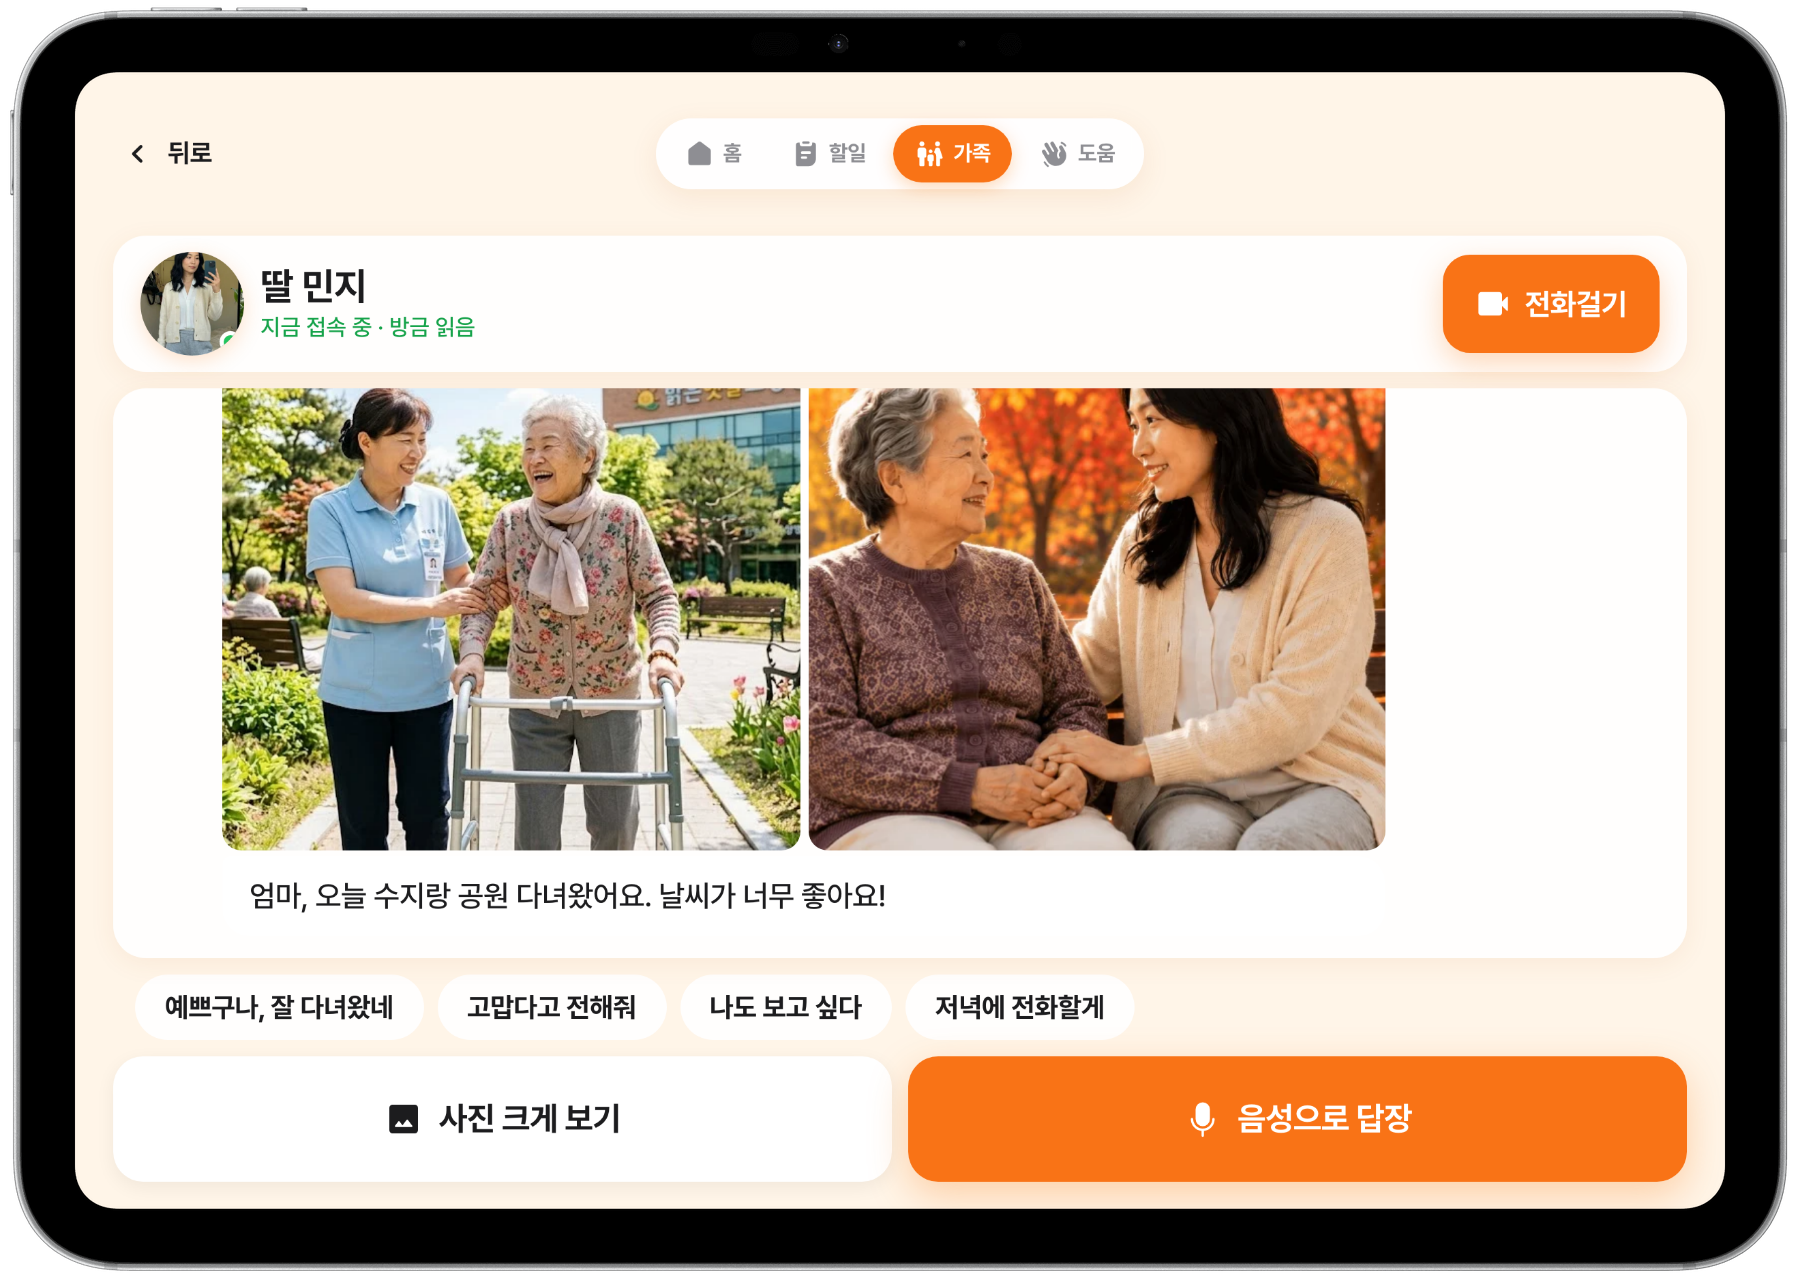 뒤로
홈
할일
가족
도움
딸 민지
지금 접속 중 · 방금 읽음
전화걸기
맑은
엄마, 오늘 수지랑 공원 다녀왔어요. 날씨가 너무 좋아요!
예쁘구나, 잘 다녀왔네
고맙다고 전해줘
나도 보고 싶다
저녁에 전화할게
사진 크게 보기
음성으로 답장